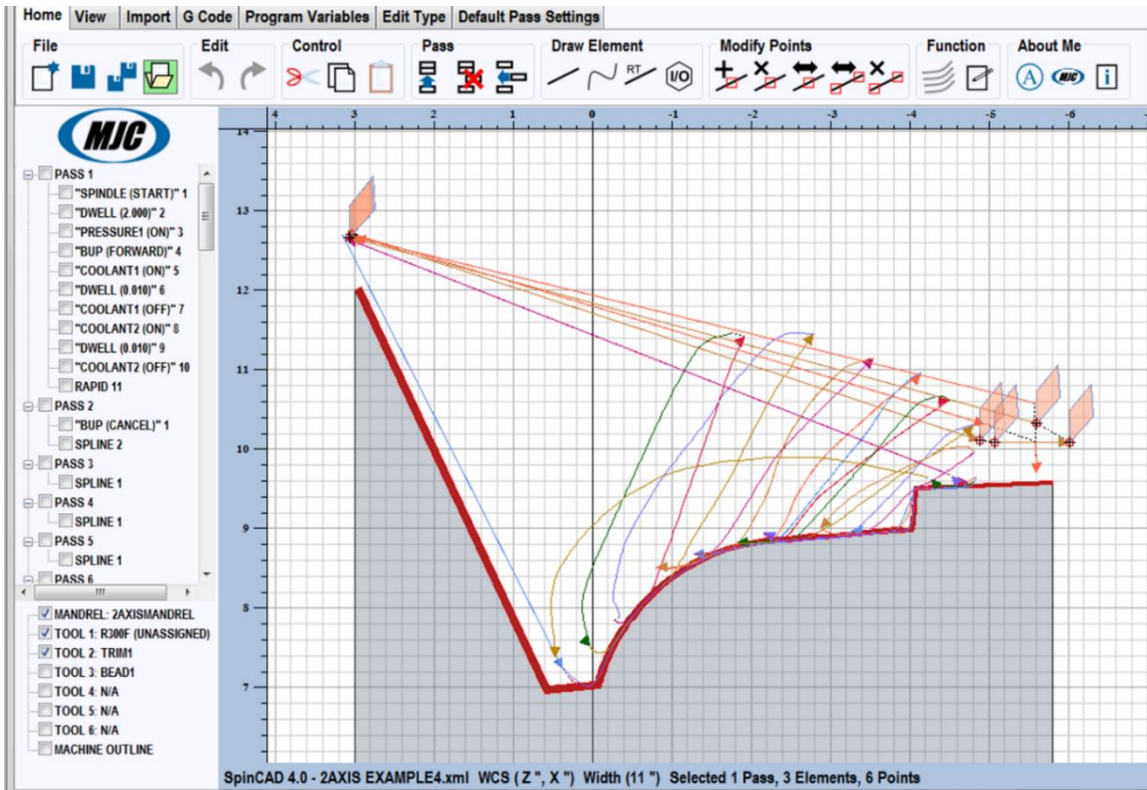 Home View Import G Code Program Variables Edit Type Default Pass Settings
File Edit Control Pass Draw Element Modify Points Function About Me
RT I/O A MJC i
MJC
PASS 1
"SPINDLE (START)" 1
"DWELL (2.000)" 2
"PRESSURE1 (ON)" 3
"BUP (FORWARD)" 4
"COOLANT1 (ON)" 5
"DWELL (0.010)" 6
"COOLANT1 (OFF)" 7
"COOLANT2 (ON)" 8
"DWELL (0.010)" 9
"COOLANT2 (OFF)" 10
RAPID 11
PASS 2
"BUP (CANCEL)" 1
SPLINE 2
PASS 3
SPLINE 1
PASS 4
SPLINE 1
PASS 5
SPLINE 1
PASS 6
MANDREL: 2AXISMANDREL
TOOL 1: R300F (UNASSIGNED)
TOOL 2: TRIM1
TOOL 3: BEAD1
TOOL 4: N/A
TOOL 5: N/A
TOOL 6: N/A
MACHINE OUTLINE
4 3 2 1 0 -1 -2 -3 -4 -5 -6
14
13
12
11
10
9
8
7
SpinCAD 4.0 - 2AXIS EXAMPLE4.xml WCS ( Z ", X ") Width (11 ") Selected 1 Pass, 3 Elements, 6 Points